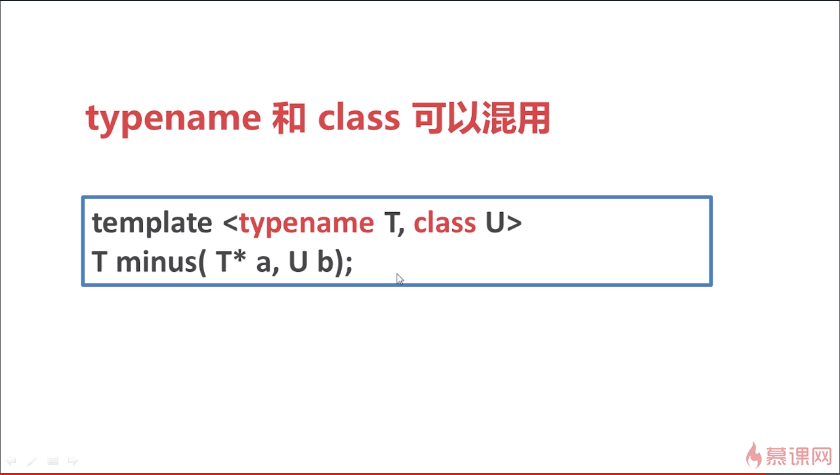 typename 和 class 可以混用
template <typename T, class U>
T minus( T* a, U b);
慕课网